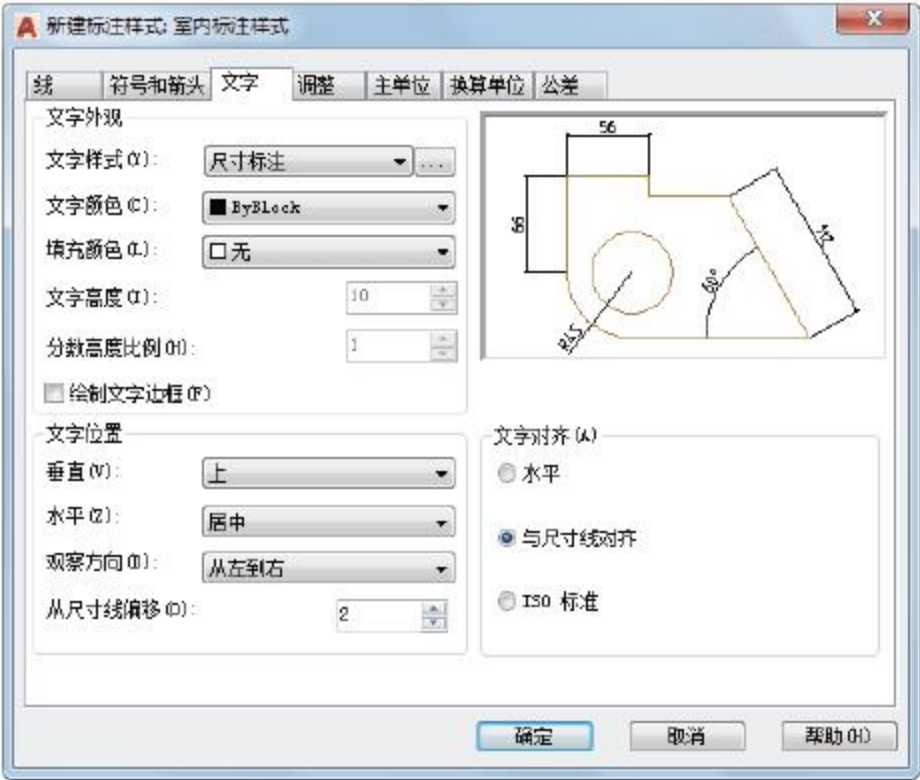 新建标注样式: 室内标注样式
线 符号和箭头 文字 调整 主单位 换算单位 公差
文字外观
文字样式(Y): 尺寸标注 ...
文字颜色(C): ByBlock
填充颜色(L): 无
文字高度(T): 10
分数高度比例(H): 1
绘制文字边框(F)
56
66
60°
R45
文字位置
垂直(V): 上
水平(Z): 居中
观察方向(D): 从左到右
从尺寸线偏移(O): 2
文字对齐(A)
水平
与尺寸线对齐
ISO 标准
确定 取消 帮助(H)